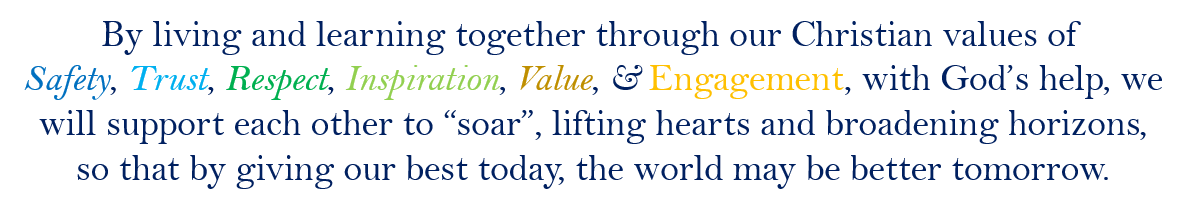 By living and learning together through our Christian values of
Safety, Trust, Respect, Inspiration, Value, & Engagement, with God’s help, we
will support each other to “soar”, lifting hearts and broadening horizons,
so that by giving our best today, the world may be better tomorrow.